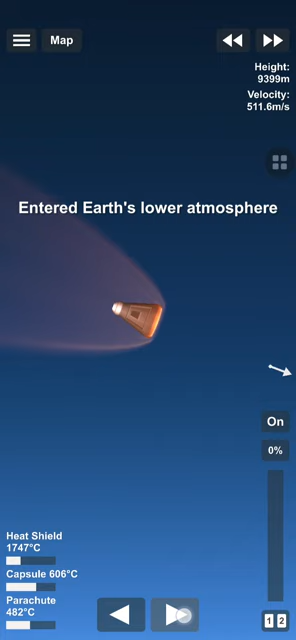 Map
Height:
9399m
Velocity:
511.6m/s
Entered Earth's lower atmosphere
On
0%
Heat Shield
1747°C
Capsule 606°C
Parachute
482°C
1 2